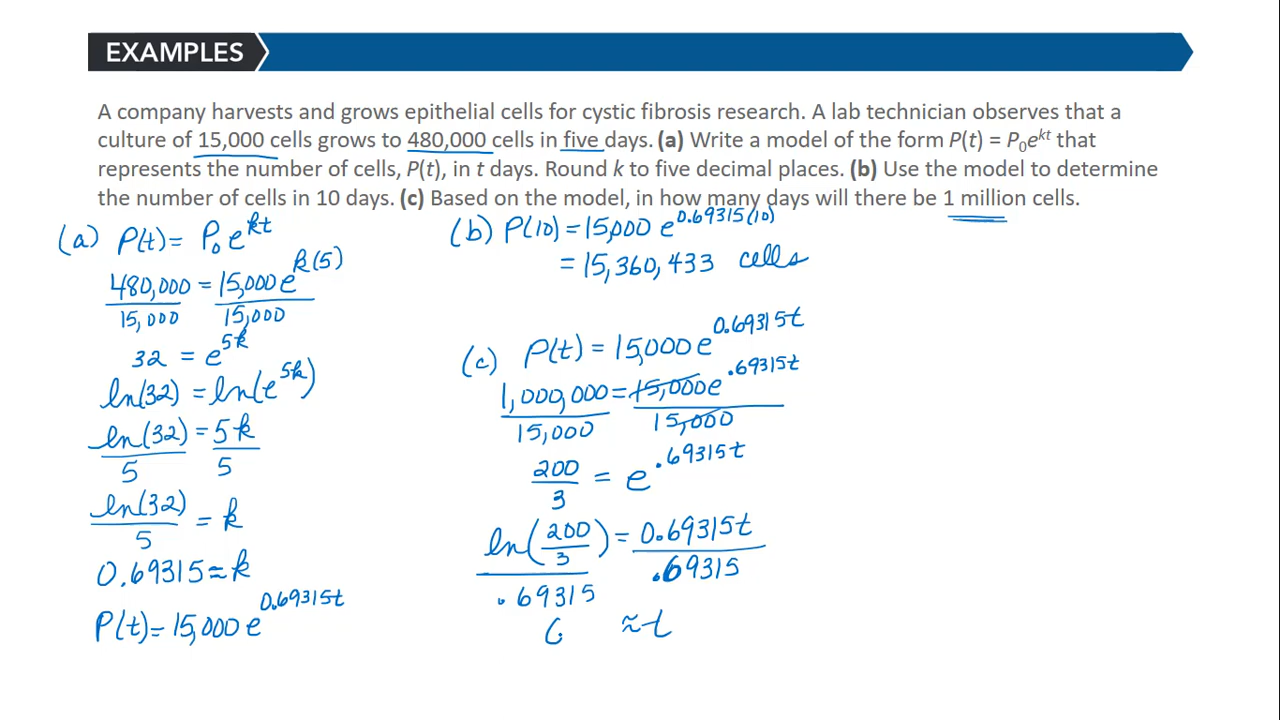 EXAMPLES
A company harvests and grows epithelial cells for cystic fibrosis research. A lab technician observes that a
culture of 15,000 cells grows to 480,000 cells in five days. (a) Write a model of the form P(t) = P₀eᵏᵗ that
represents the number of cells, P(t), in t days. Round k to five decimal places. (b) Use the model to determine
the number of cells in 10 days. (c) Based on the model, in how many days will there be 1 million cells.
(a) P(t) = P₀e^kt
480,000 = 15,000e^k(5)
15,000 15,000
32 = e^5k
ln(32) = ln(e^5k)
ln(32) = 5k
5 5
ln(32) = k
5
0.69315 ≈ k
P(t) = 15,000e^0.69315t
(b) P(10) = 15,000e^0.69315(10)
= 15,360,433 cells
(c) P(t) = 15,000e^0.69315t
1,000,000 = 15,000e^.69315t
15,000 15,000
200 = e^.69315t
3
ln(200/3) = 0.69315t
.69315 .69315
6 ≈ t